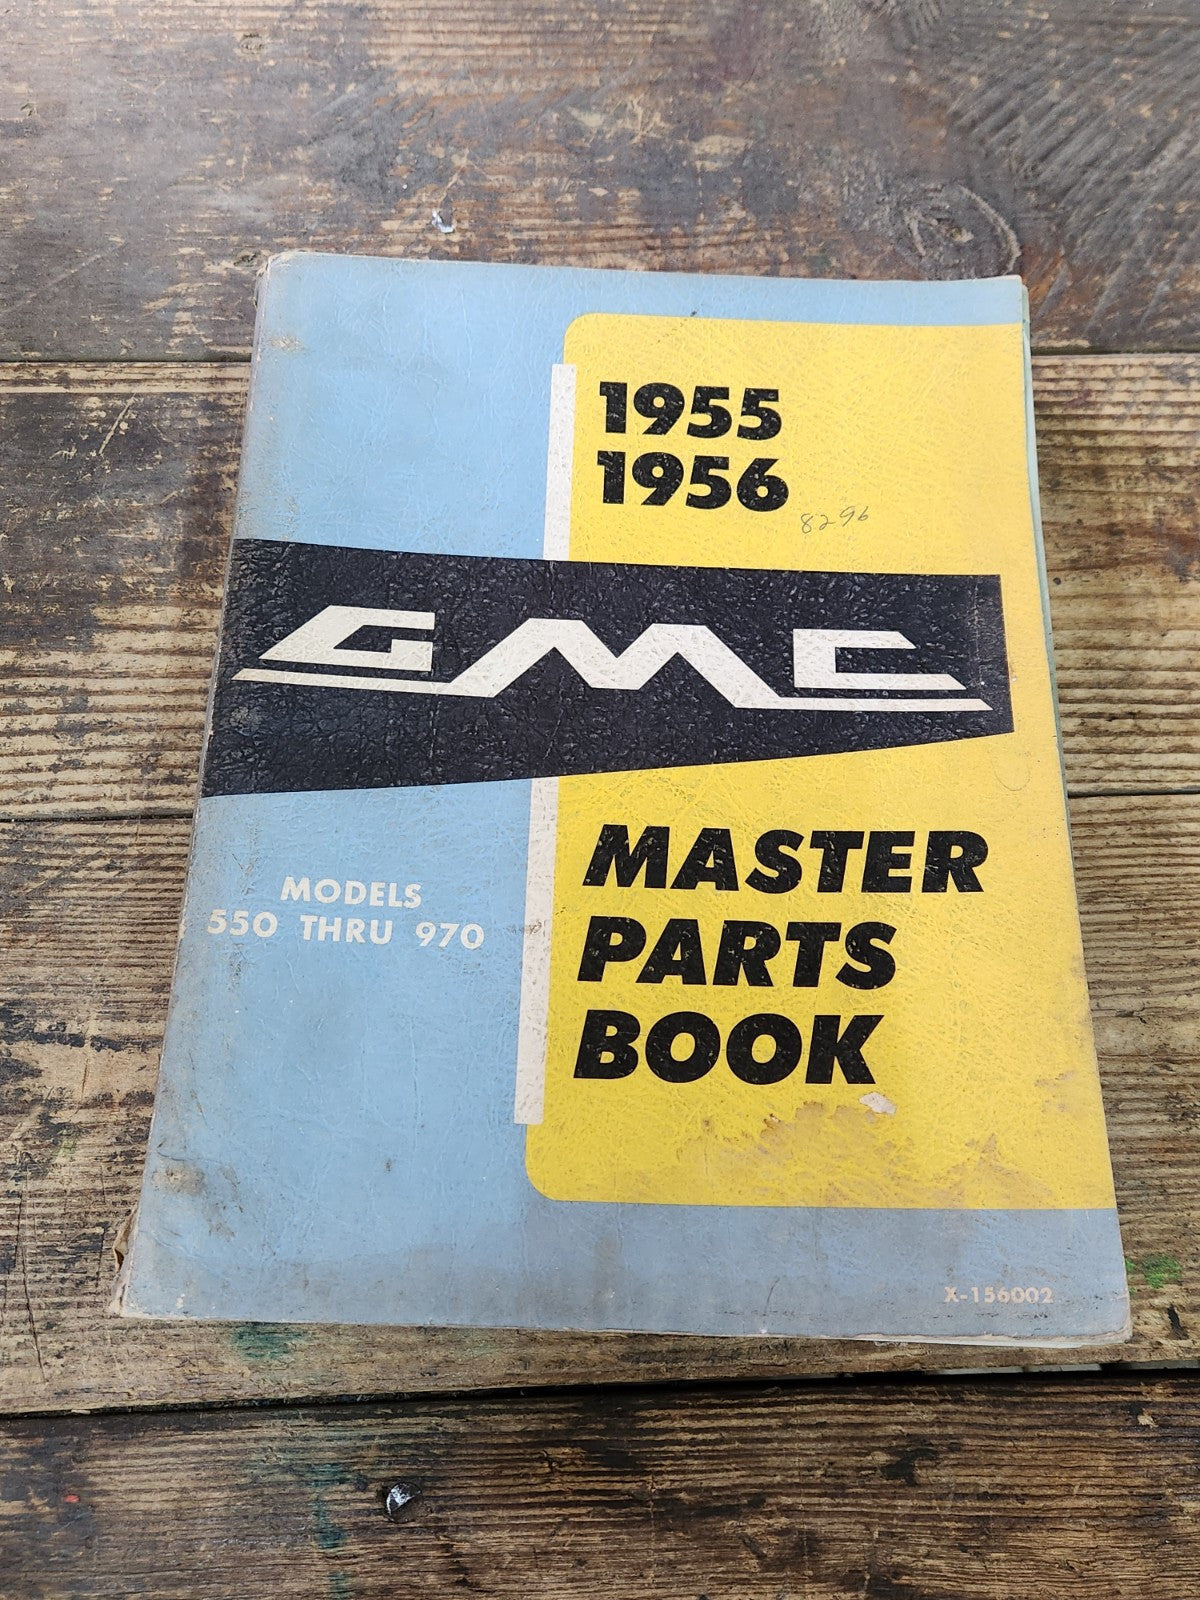 1955
1956
8296
GMC
MODELS
550 THRU 970
MASTER
PARTS
BOOK
X-156002